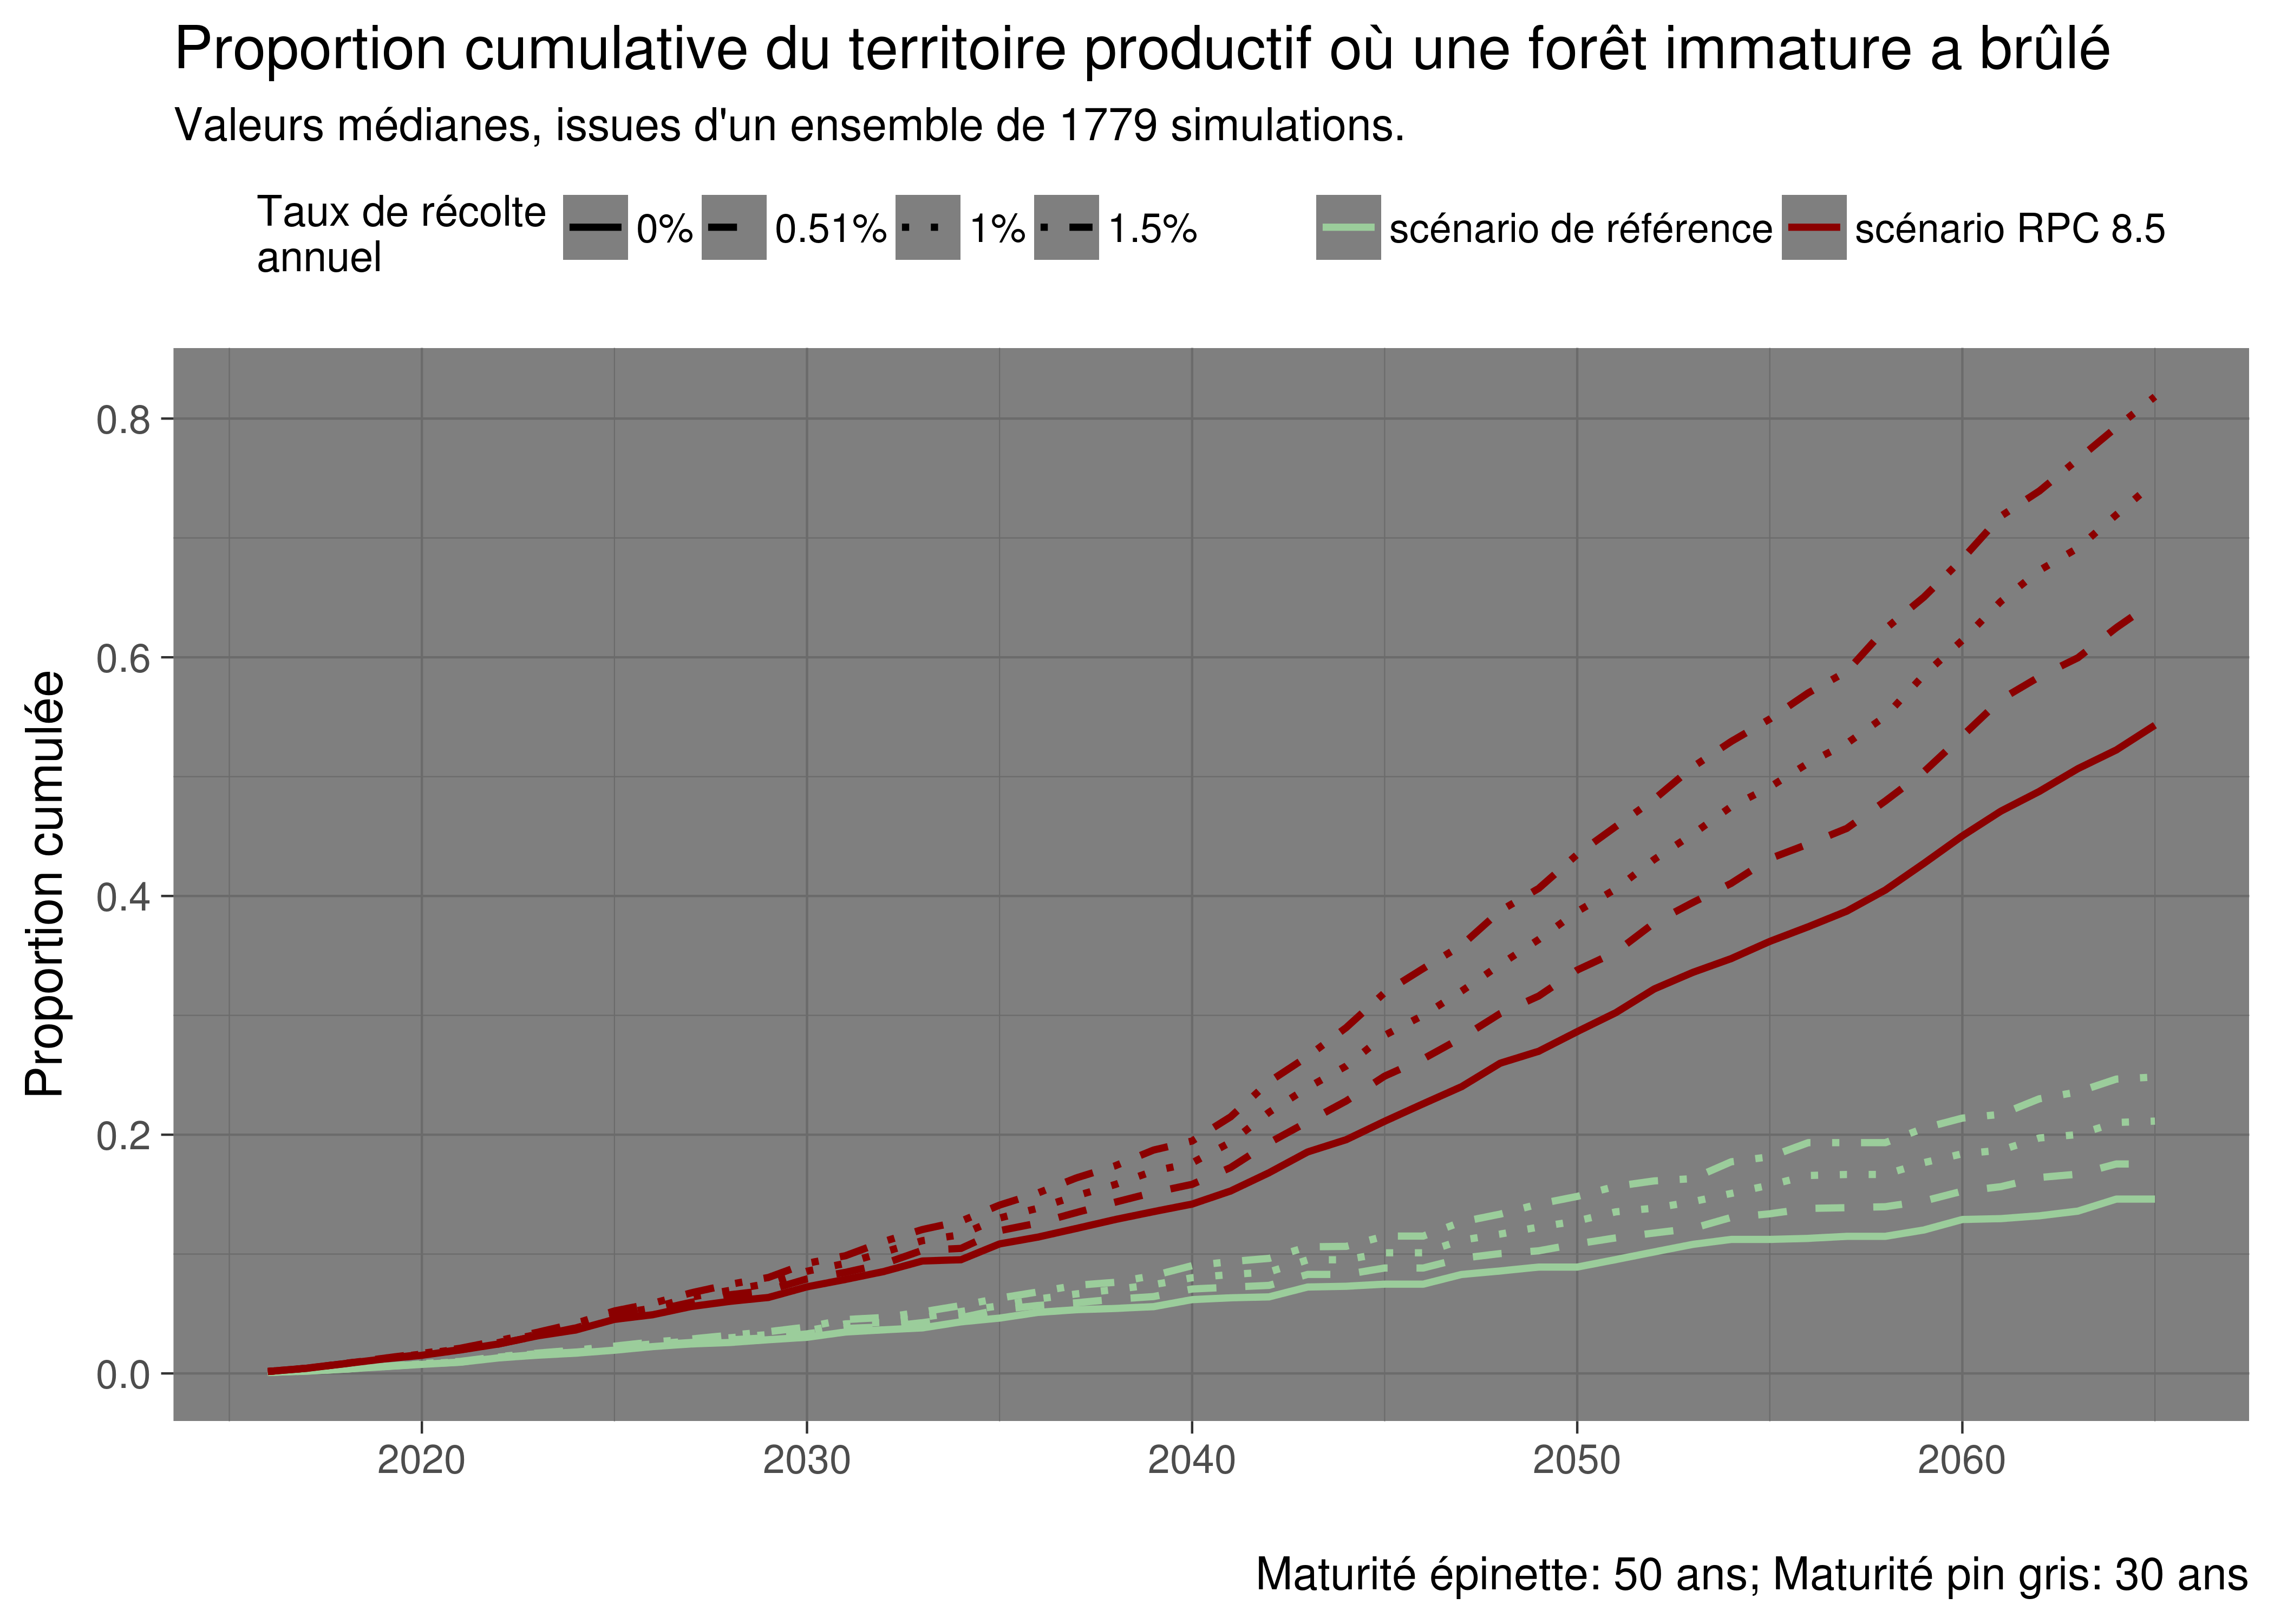 Proportion cumulative du territoire productif où une forêt immature a brûlé
Valeurs médianes, issues d'un ensemble de 1779 simulations.
Taux de récolte
annuel
0% 0.51% 1% 1.5% scénario de référence scénario RPC 8.5
Proportion cumulée
0.8
0.6
0.4
0.2
0.0
2020 2030 2040 2050 2060
Maturité épinette: 50 ans; Maturité pin gris: 30 ans